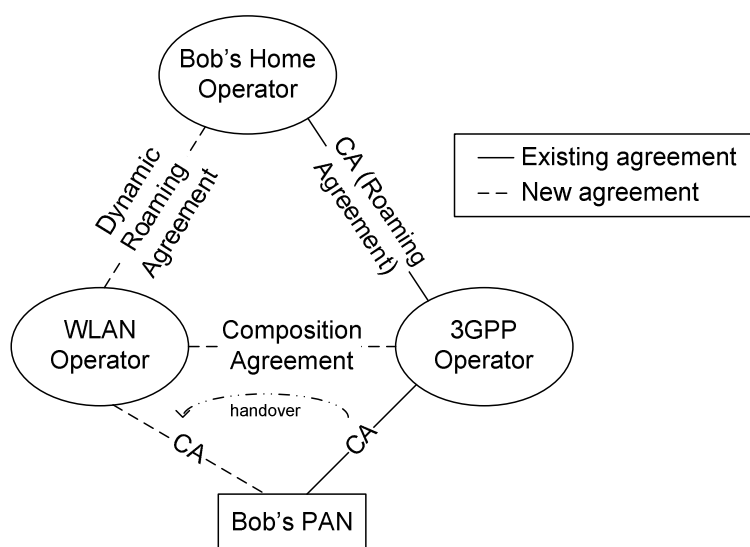 Bob's Home
Operator
Existing agreement
New agreement
Dynamic
Roaming
Agreement
CA (Roaming
Agreement)
WLAN
Operator
Composition
Agreement
3GPP
Operator
handover
CA
CA
Bob's PAN